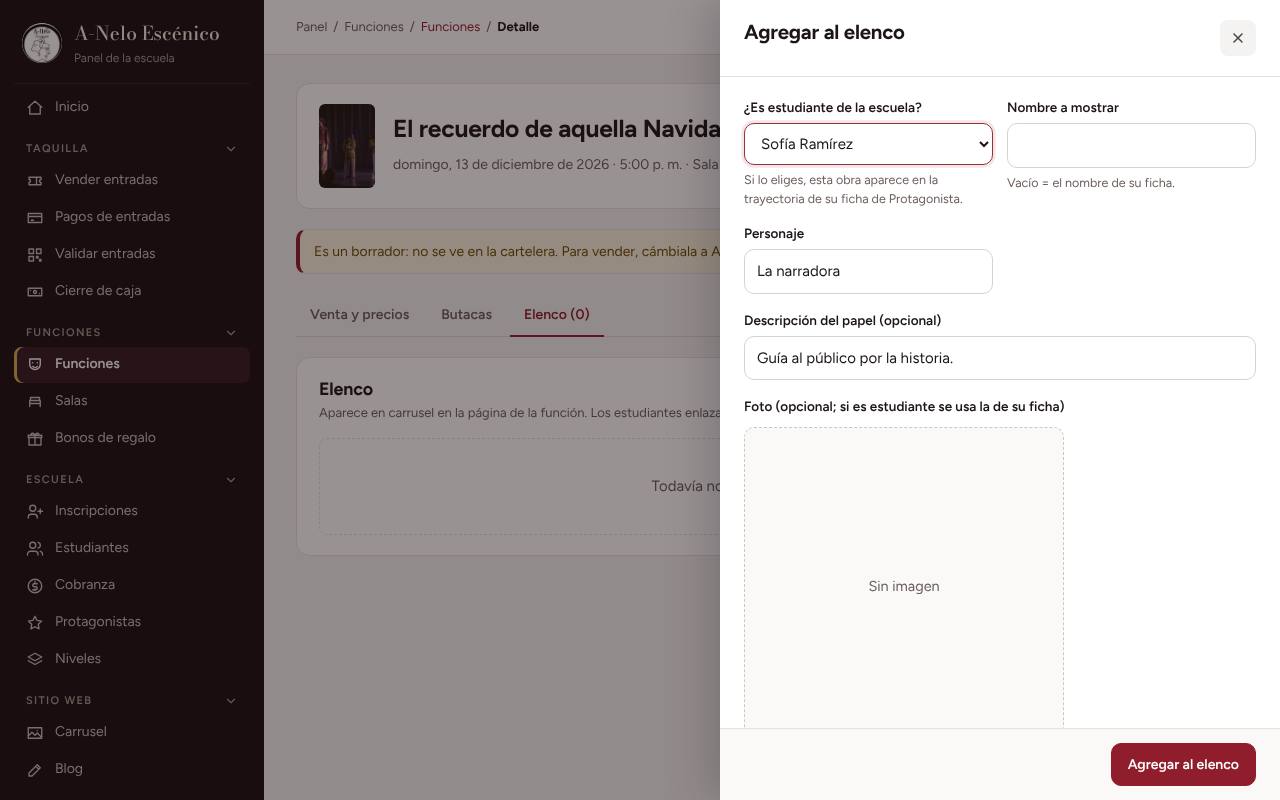 A-Nelo Escénico
Panel de la escuela
Inicio
TAQUILLA
Vender entradas
Pagos de entradas
Validar entradas
Cierre de caja
FUNCIONES
Funciones
Salas
Bonos de regalo
ESCUELA
Inscripciones
Estudiantes
Cobranza
Protagonistas
Niveles
SITIO WEB
Carrusel
Blog
Panel / Funciones / Funciones / Detalle
El recuerdo de aquella Navida
domingo, 13 de diciembre de 2026 · 5:00 p. m. · Sala
Es un borrador: no se ve en la cartelera. Para vender, cámbiala a A
Venta y precios
Butacas
Elenco (0)
Elenco
Aparece en carrusel en la página de la función. Los estudiantes enlaza
Todavía no
Agregar al elenco
¿Es estudiante de la escuela?
Sofía Ramírez
Si lo eliges, esta obra aparece en la
trayectoria de su ficha de Protagonista.
Nombre a mostrar
Vacío = el nombre de su ficha.
Personaje
La narradora
Descripción del papel (opcional)
Guía al público por la historia.
Foto (opcional; si es estudiante se usa la de su ficha)
Sin imagen
Agregar al elenco